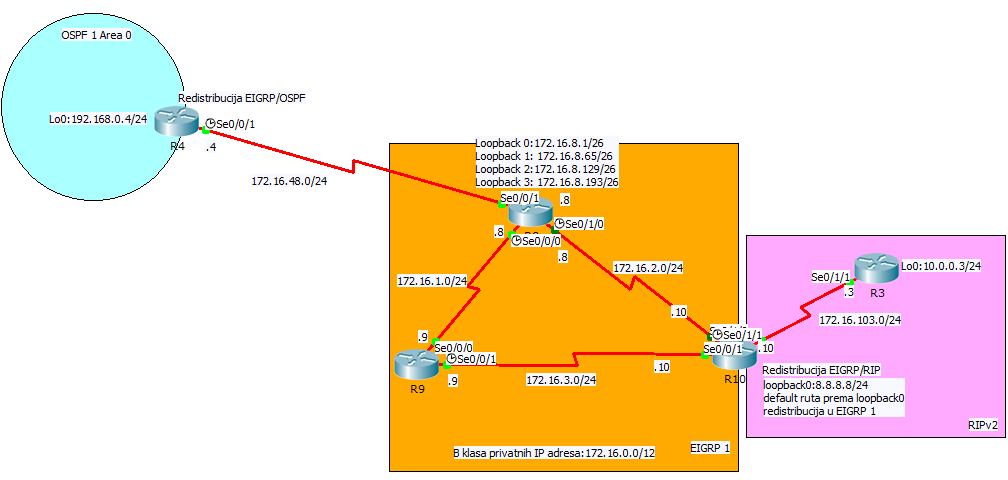 OSPF 1 Area 0
Redistribucija EIGRP/OSPF
Lo0:192.168.0.4/24
Se0/0/1
R4
.4
172.16.48.0/24
Loopback 0:172.16.8.1/26
Loopback 1: 172.16.8.65/26
Loopback 2:172.16.8.129/26
Loopback 3: 172.16.8.193/26
Se0/0/1
.8
Se0/1/0
.8
Se0/0/0
.8
172.16.1.0/24
172.16.2.0/24
.10
.9
Se0/0/0
Se0/0/1
R9
.9
172.16.3.0/24
.10
Se0/1/1
Se0/0/1
.10
R10
Lo0:10.0.0.3/24
Se0/1/1
.3
R3
172.16.103.0/24
Redistribucija EIGRP/RIP
loopback0:8.8.8.8/24
default ruta prema loopback0
redistribucija u EIGRP 1
RIPv2
EIGRP 1
B klasa privatnih IP adresa:172.16.0.0/12